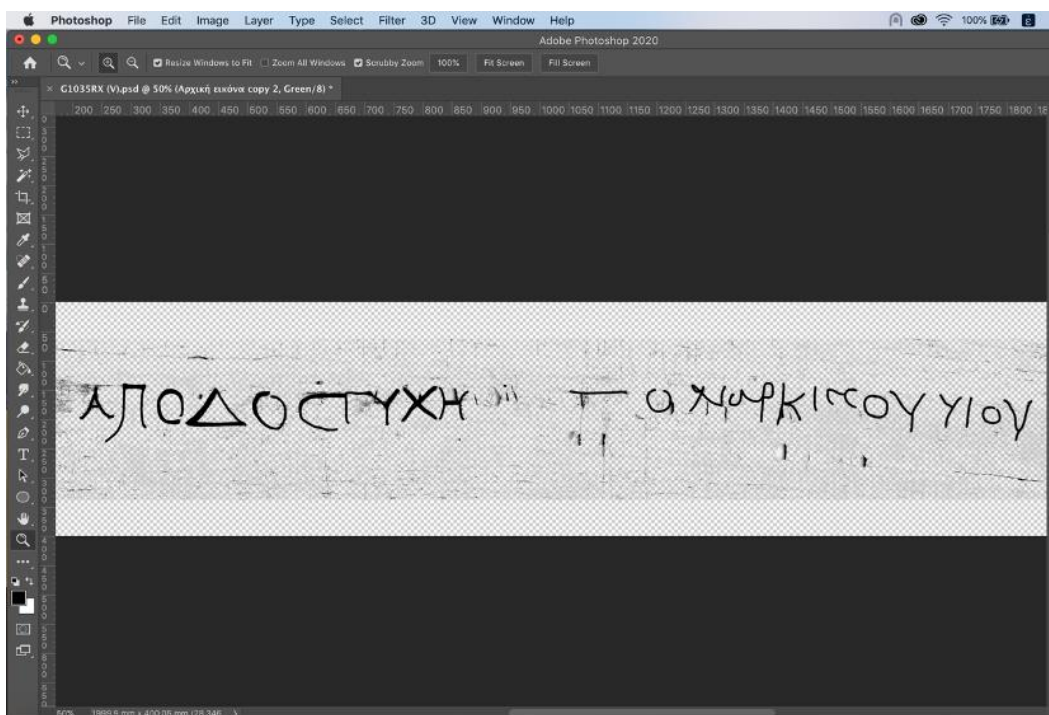 Photoshop File Edit Image Layer Type Select Filter 3D View Window Help 100%
Adobe Photoshop 2020
Resize Windows to Fit Zoom All Windows Scrubby Zoom 100% Fit Screen Fill Screen
G1035RX (V).psd @ 50% (Αρχική εικόνα copy 2, Green/8) *
200 250 300 350 400 450 500 550 600 650 700 750 800 850 900 950 1000 1050 1100 1150 1200 1250 1300 1350 1400 1450 1500 1550 1600 1650 1700 1750 1800
ΑΠΟΔΟСΤΥΧΗ
ΥΙΟΥ
50%